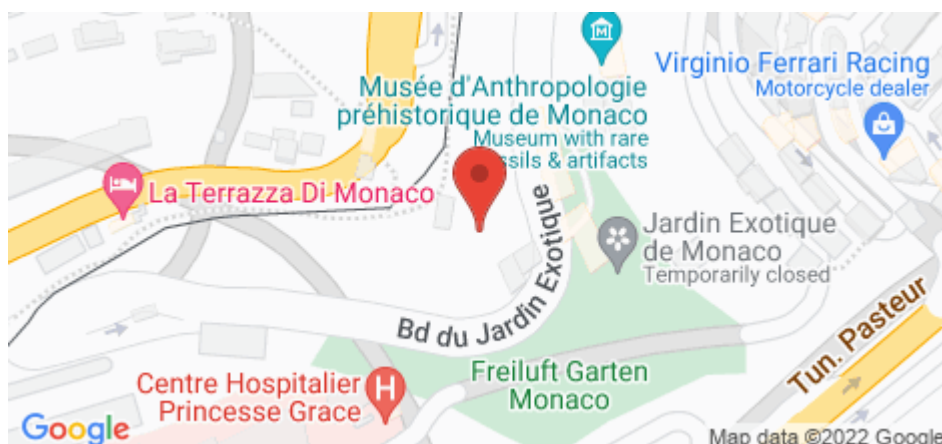 Musée d'Anthropologie
préhistorique de Monaco
Museum with rare
ssils & artifacts
Virginio Ferrari Racing
Motorcycle dealer
La Terrazza Di Monaco
Jardin Exotique
de Monaco
Temporarily closed
Bd du Jardin Exotique
Tun. Pasteur
Freiluft Garten
Monaco
Centre Hospitalier
Princesse Grace
H
Google
Map data ©2022 Google